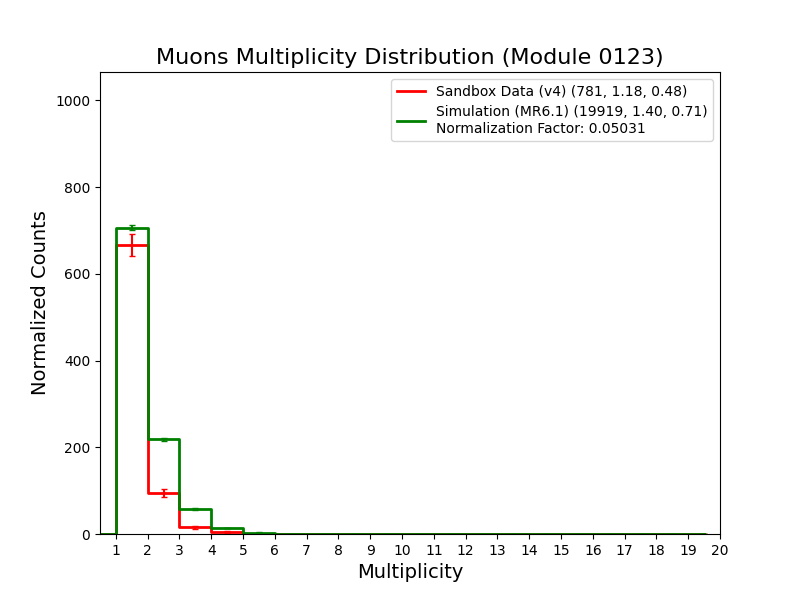 Muons Multiplicity Distribution (Module 0123)
Sandbox Data (v4) (781, 1.18, 0.48)
Simulation (MR6.1) (19919, 1.40, 0.71)
Normalization Factor: 0.05031
Normalized Counts
1000
800
600
400
200
0
1 2 3 4 5 6 7 8 9 10 11 12 13 14 15 16 17 18 19 20
Multiplicity